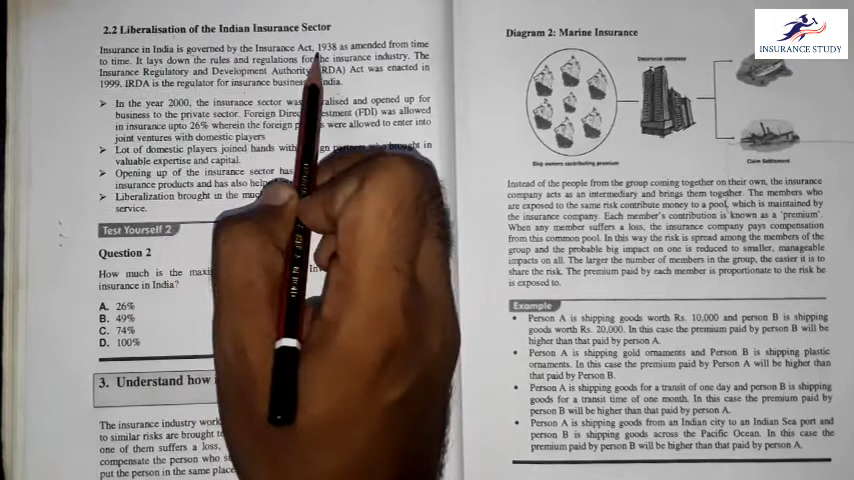 2.2 Liberalisation of the Indian Insurance Sector
Insurance in India is governed by the Insurance Act, 1938 as amended from time
to time. It lays down the rules and regulations for the insurance industry. The
Insurance Regulatory and Development Authority (IRDA) Act was enacted in
1999. IRDA is the regulator for insurance business India.
➢ In the year 2000, the insurance sector was and opened up for
business to the private sector. Foreign (FDI) was allowed
in insurance upto 26% wherein the foreign were allowed to enter into
joint ventures with domestic players
➢ Lot of domestic players joined hands with brought in
valuable expertise and capital.
➢ Opening up of the insurance sector has
insurance products and has also
➢ Liberalization brought in the
service.
Test Yourself 2
Question 2
How much is the
insurance in India?
A. 26%
B. 49%
C. 74%
D. 100%
3. Understand how
The insurance industry
to similar risks are brought
one of them suffers a loss,
compensate the person who
put the person in the same place
Diagram 2: Marine Insurance
Insurance company
Ship owners contributing premium
Claim Settlement
Instead of the people from the group coming together on their own, the insurance
company acts as an intermediary and brings them together. The members who
are exposed to the same risk contribute money to a pool, which is maintained by
the insurance company. Each member's contribution is known as a 'premium'.
When any member suffers a loss, the insurance company pays compensation
from this common pool. In this way the risk is spread among the members of the
group and the probable big impact on one is reduced to smaller, manageable
impacts on all. The larger the number of members in the group, the easier it is to
share the risk. The premium paid by each member is proportionate to the risk he
is exposed to.
Example
• Person A is shipping goods worth Rs. 10,000 and person B is shipping
goods worth Rs. 20,000. In this case the premium paid by person B will be
higher than that paid by person A.
• Person A is shipping gold ornaments and Person B is shipping plastic
ornaments. In this case the premium paid by Person A will be higher than
that paid by Person B.
• Person A is shipping goods for a transit of one day and person B is shipping
goods for a transit time of one month. In this case the premium paid by
person B will be higher than that paid by person A.
• Person A is shipping goods from an Indian city to an Indian Sea port and
person B is shipping goods across the Pacific Ocean. In this case the
premium paid by person B will be higher than that paid by person A.
INSURANCE STUDY